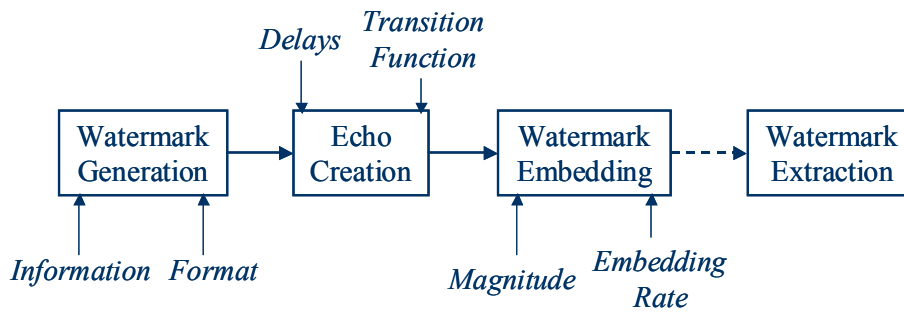 Delays
Transition
Function
Watermark
Generation
Echo
Creation
Watermark
Embedding
Watermark
Extraction
Information
Format
Magnitude
Embedding
Rate